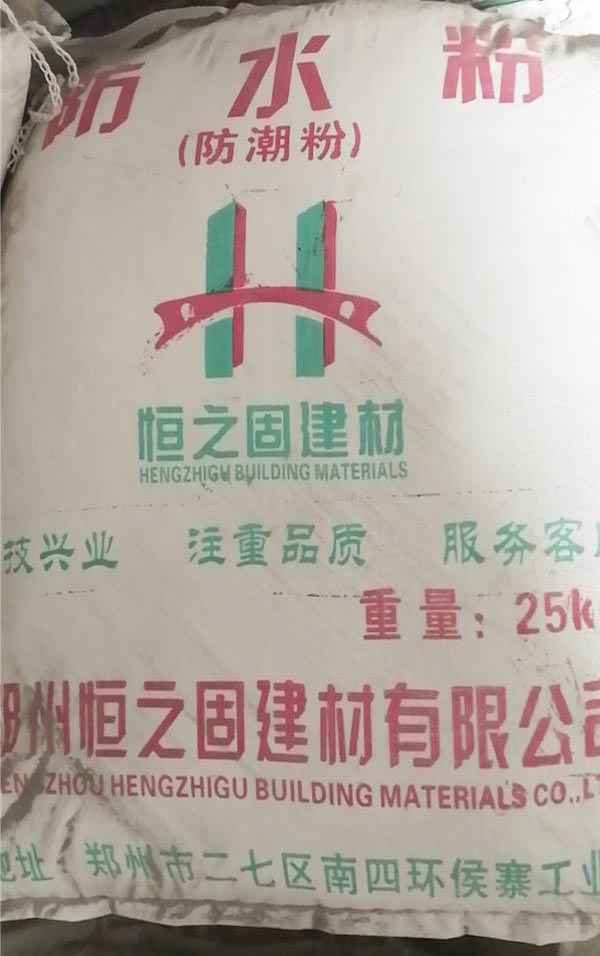 防水粉
(防潮粉)
恒之固建材
HENGZHIGU BUILDING MATERIALS
技兴业 注重品质 服务客
重量：25k
郑州恒之固建材有限公司
ENGZHOU HENGZHIGU BUILDING MATERIALS CO.,L
地址 郑州市二七区南四环侯寨工业